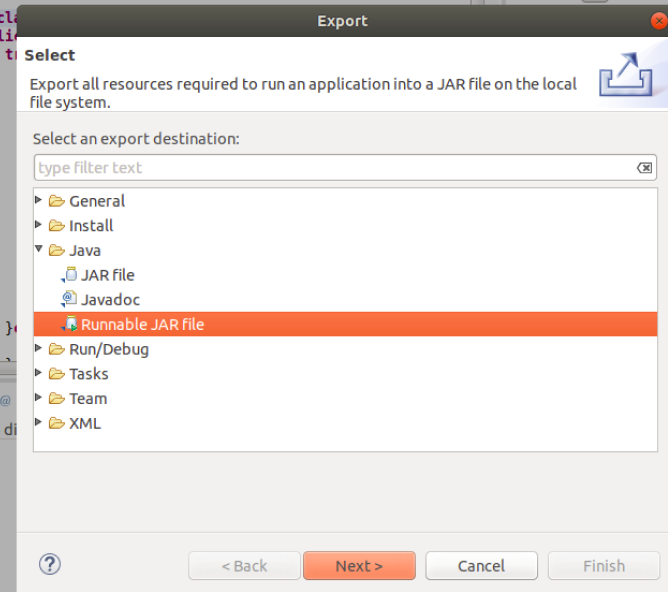 Export
Select
Export all resources required to run an application into a JAR file on the local
file system.
Select an export destination:
type filter text
General
Install
Java
JAR file
Javadoc
Runnable JAR file
Run/Debug
Tasks
Team
XML
< Back
Next >
Cancel
Finish